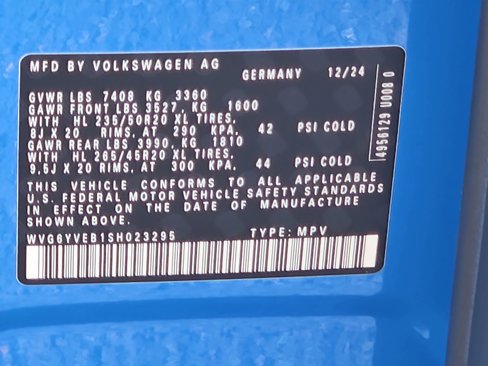 MFD BY VOLKSWAGEN AG
GERMANY 12/24
GVWR LBS 7408 KG 3360
GAWR FRONT LBS 3527, KG 1600
WITH HL 235/50R20 XL TIRES,
8J X 20 RIMS, AT 290 KPA, 42 PSI COLD
GAWR REAR LBS 3990, KG 1810
WITH HL 265/45R20 XL TIRES,
9,5J X 20 RIMS, AT 300 KPA, 44 PSI COLD
THIS VEHICLE CONFORMS TO ALL APPLICABLE
U.S. FEDERAL MOTOR VEHICLE SAFETY STANDARDS
IN EFFECT ON THE DATE OF MANUFACTURE
SHOWN ABOVE.
WVG6YVEB1SH023295 TYPE: MPV
4956129 U008 0